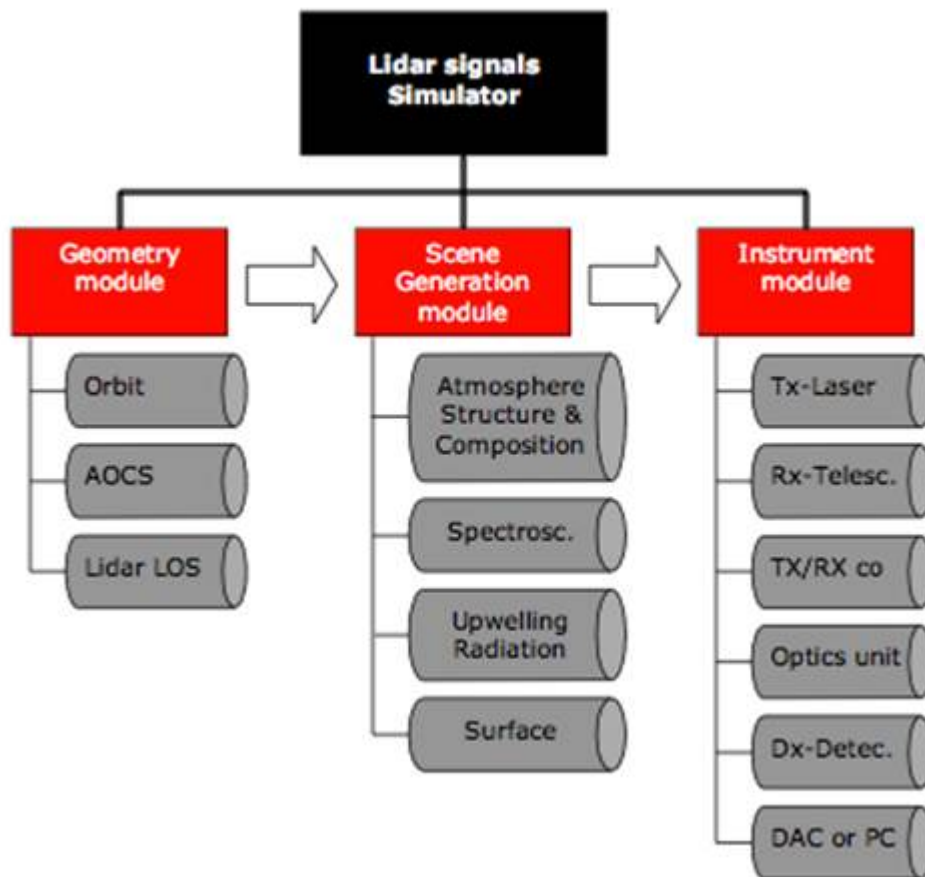 Lidar signals
Simulator
Geometry
module
Scene
Generation
module
Instrument
module
Orbit
AOCS
Lidar LOS
Atmosphere
Structure &
Composition
Spectrosc.
Upwelling
Radiation
Surface
Tx-Laser
Rx-Telesc.
TX/RX co
Optics unit
Dx-Detec.
DAC or PC